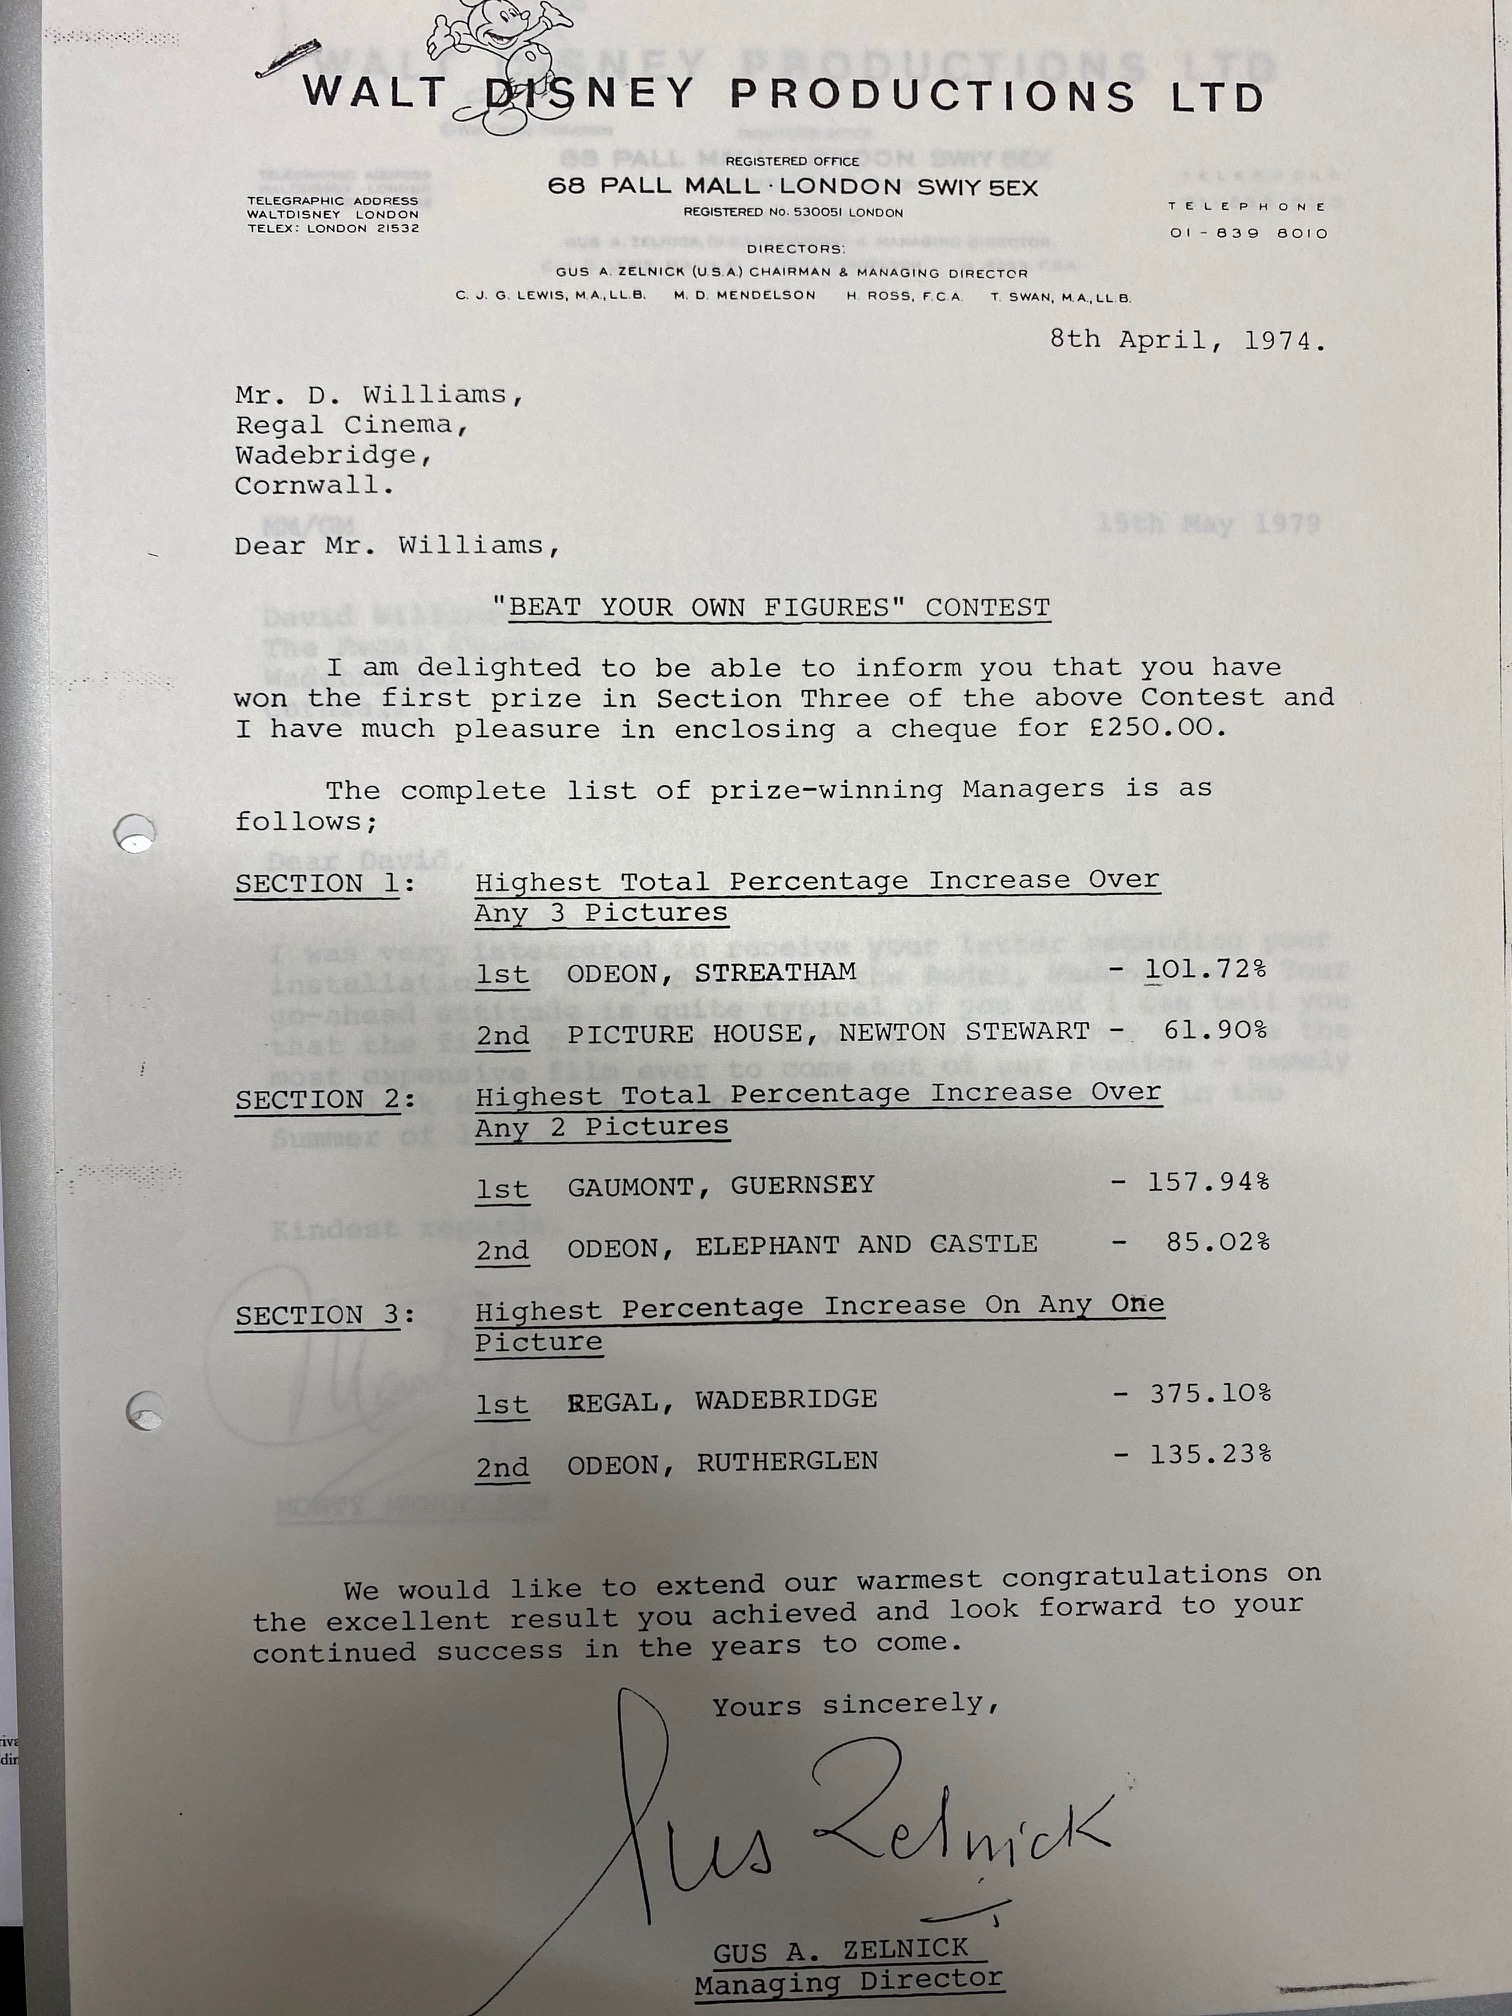 WALT DISNEY PRODUCTIONS LTD
REGISTERED OFFICE
68 PALL MALL · LONDON SW1Y 5EX
REGISTERED No. 530051 LONDON
TELEGRAPHIC ADDRESS
WALTDISNEY LONDON
TELEX: LONDON 21532
TELEPHONE
01-839 8010
DIRECTORS:
GUS A. ZELNICK (U.S.A.) CHAIRMAN & MANAGING DIRECTOR
C. J. G. LEWIS, M.A., LL.B. M. D. MENDELSON H. ROSS, F.C.A. T. SWAN, M.A., LL.B.
8th April, 1974.
Mr. D. Williams,
Regal Cinema,
Wadebridge,
Cornwall.
MM/GM
15th May 1979
Dear Mr. Williams,
"BEAT YOUR OWN FIGURES" CONTEST
I am delighted to be able to inform you that you have
won the first prize in Section Three of the above Contest and
I have much pleasure in enclosing a cheque for £250.00.
The complete list of prize-winning Managers is as
follows;
Dear David,
SECTION 1: Highest Total Percentage Increase Over
Any 3 Pictures
1st ODEON, STREATHAM - 101.72%
2nd PICTURE HOUSE, NEWTON STEWART - 61.90%
SECTION 2: Highest Total Percentage Increase Over
Any 2 Pictures
1st GAUMONT, GUERNSEY - 157.94%
2nd ODEON, ELEPHANT AND CASTLE - 85.02%
Kindest regards,
SECTION 3: Highest Percentage Increase On Any One
Picture
1st REGAL, WADEBRIDGE - 375.10%
2nd ODEON, RUTHERGLEN - 135.23%
We would like to extend our warmest congratulations on
the excellent result you achieved and look forward to your
continued success in the years to come.
Yours sincerely,
Gus Zelnick
GUS A. ZELNICK
Managing Director